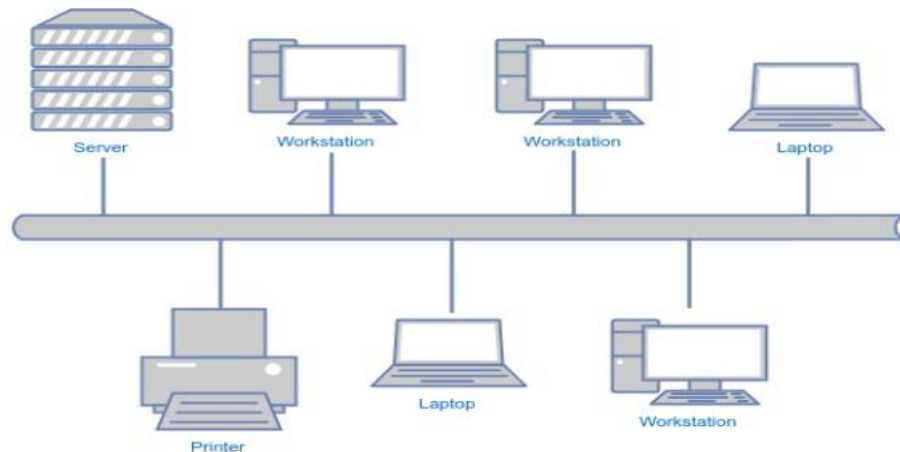 Server
Workstation
Workstation
Laptop
Printer
Laptop
Workstation